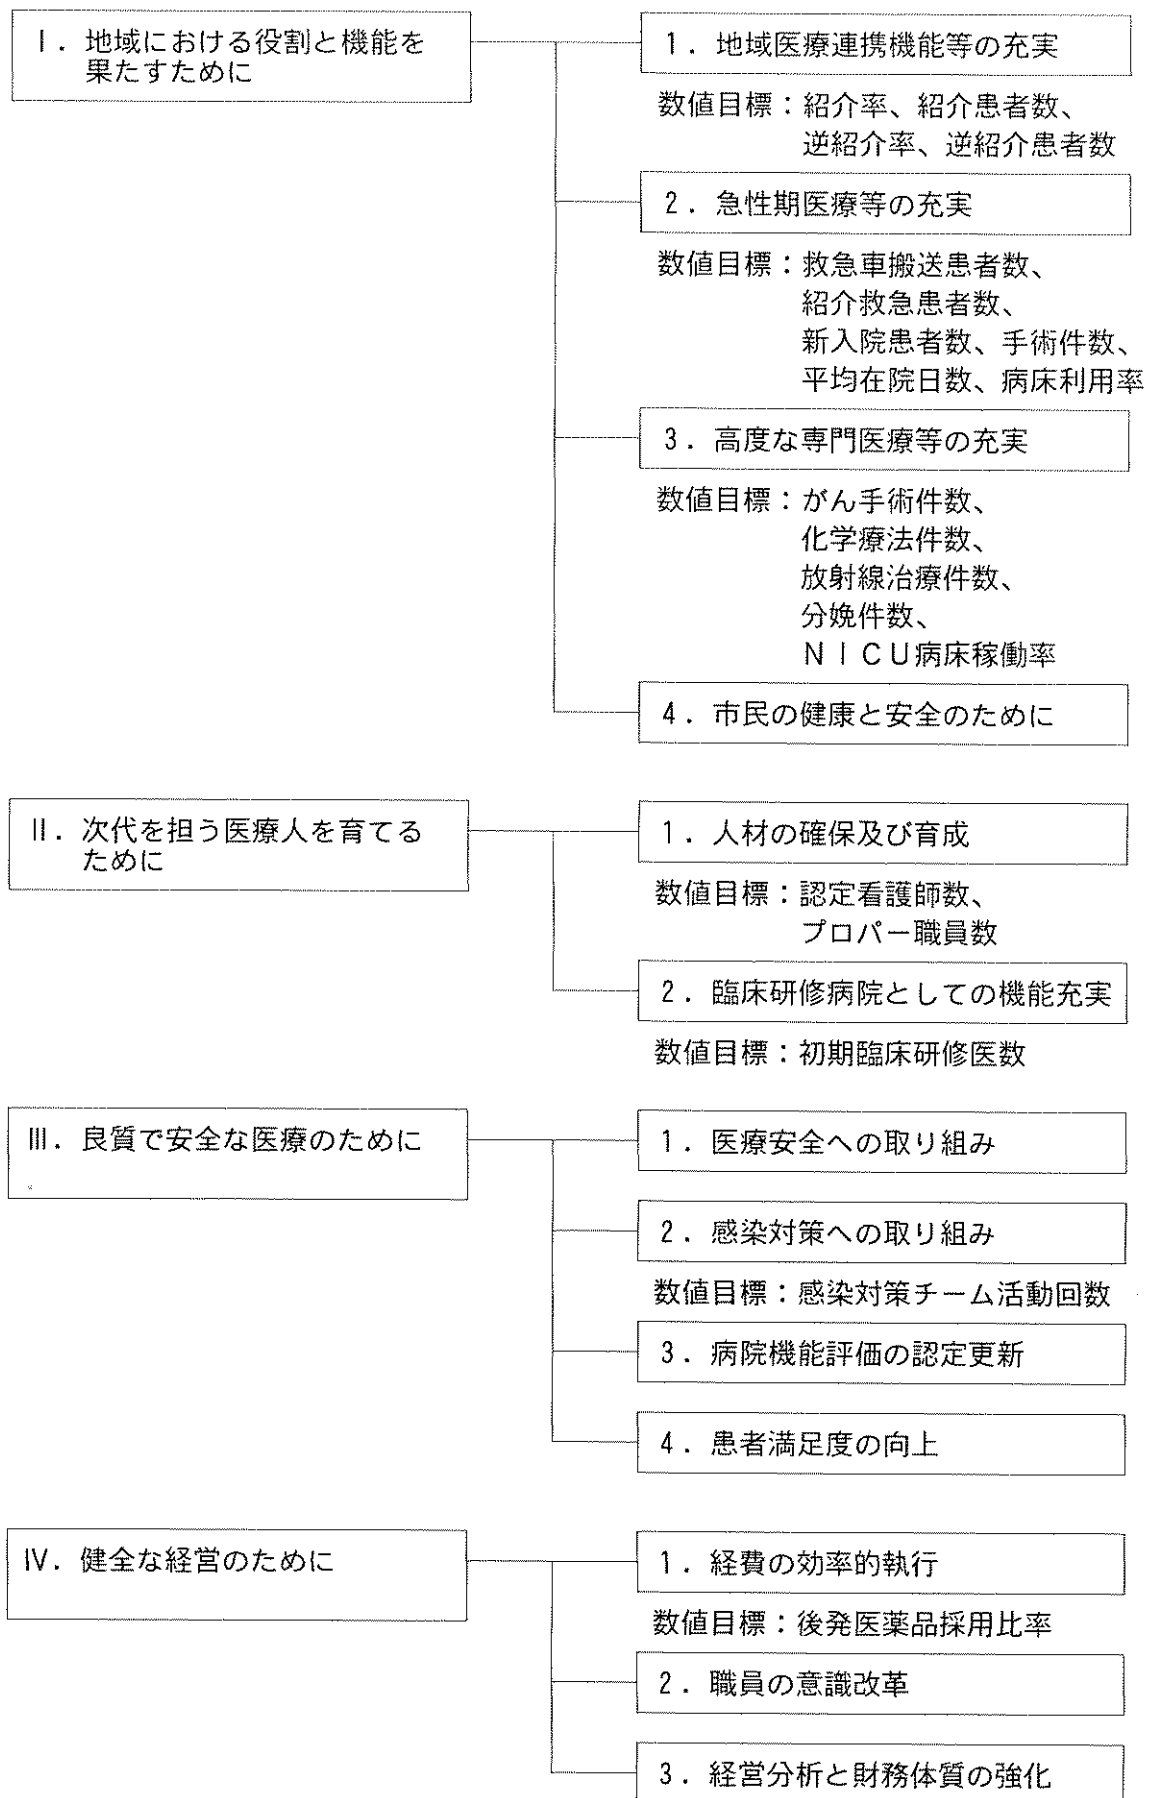 Ⅰ．地域における役割と機能を
果たすために
1．地域医療連携機能等の充実
数値目標：紹介率、紹介患者数、
逆紹介率、逆紹介患者数
2．急性期医療等の充実
数値目標：救急車搬送患者数、
紹介救急患者数、
新入院患者数、手術件数、
平均在院日数、病床利用率
3．高度な専門医療等の充実
数値目標：がん手術件数、
化学療法件数、
放射線治療件数、
分娩件数、
ＮＩＣＵ病床稼働率
4．市民の健康と安全のために
Ⅱ．次代を担う医療人を育てる
ために
1．人材の確保及び育成
数値目標：認定看護師数、
プロパー職員数
2．臨床研修病院としての機能充実
数値目標：初期臨床研修医数
Ⅲ．良質で安全な医療のために
1．医療安全への取り組み
2．感染対策への取り組み
数値目標：感染対策チーム活動回数
3．病院機能評価の認定更新
4．患者満足度の向上
Ⅳ．健全な経営のために
1．経費の効率的執行
数値目標：後発医薬品採用比率
2．職員の意識改革
3．経営分析と財務体質の強化